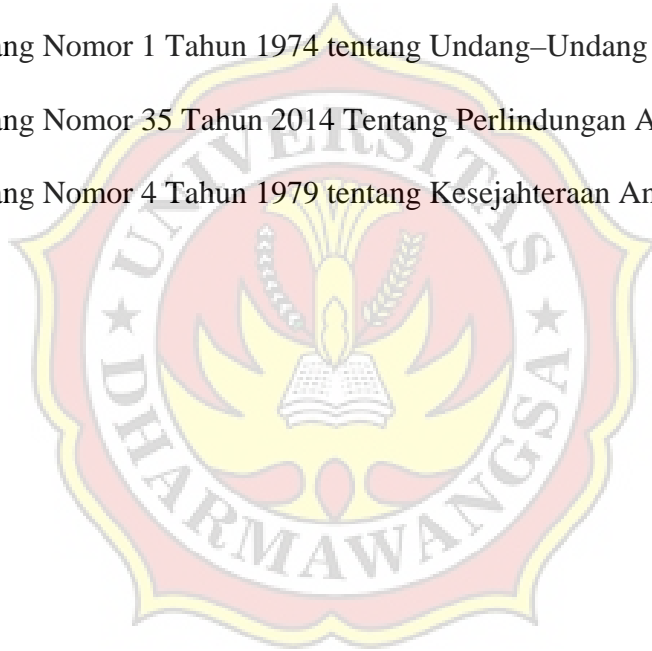 ang Nomor 1 Tahun 1974 tentang Undang–Undang
ang Nomor 35 Tahun 2014 Tentang Perlindungan A
ang Nomor 4 Tahun 1979 tentang Kesejahteraan An
UNIVERSITAS
DHARMAWANGSA